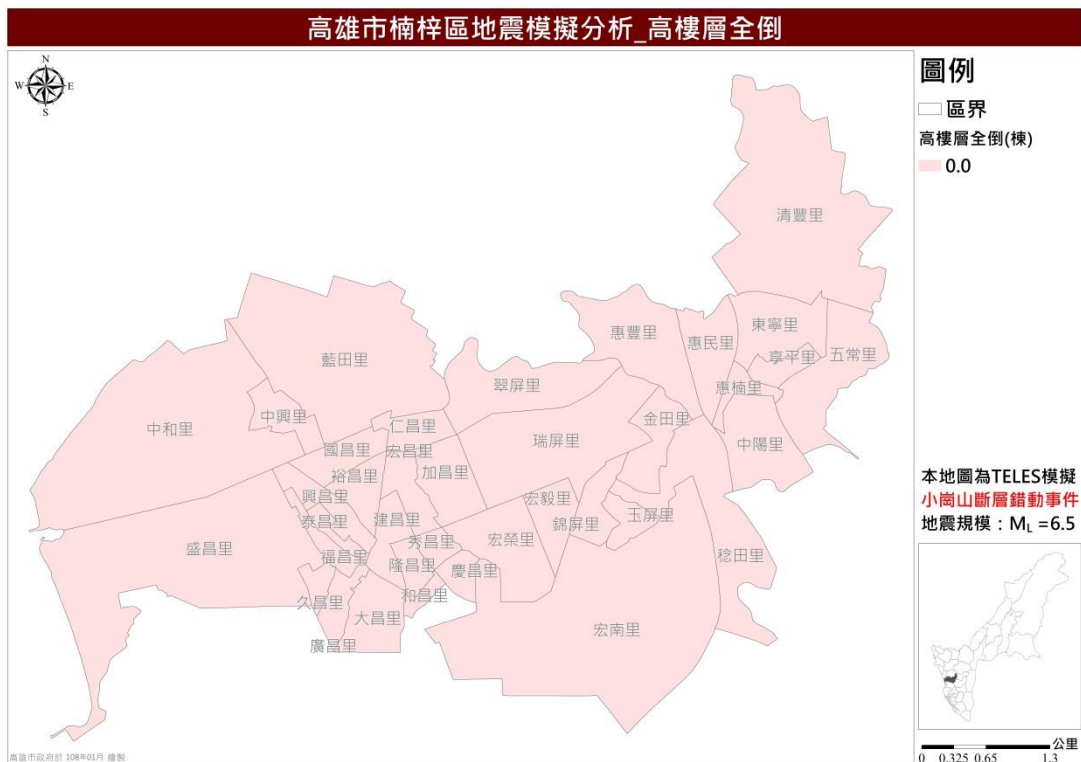 高雄市楠梓區地震模擬分析_高樓層全倒
N
W
E
S
圖例
區界
高樓層全倒(棟)
0.0
清豐里
東寧里
惠豐里
惠民里
享平里
五常里
藍田里
翠屏里
惠楠里
中興里
仁昌里
金田里
中和里
瑞屏里
中陽里
國昌里
宏昌里
裕昌里
加昌里
興昌里
宏毅里
泰昌里
建昌里
錦屏里
玉屏里
盛昌里
秀昌里
宏榮里
福昌里
隆昌里
慶昌里
稔田里
久昌里
和昌里
大昌里
宏南里
廣昌里
本地圖為TELES模擬
小崗山斷層錯動事件
地震規模：ML =6.5
公里
0 0.325 0.65 1.3
高雄市政府於 108年01月 繪製